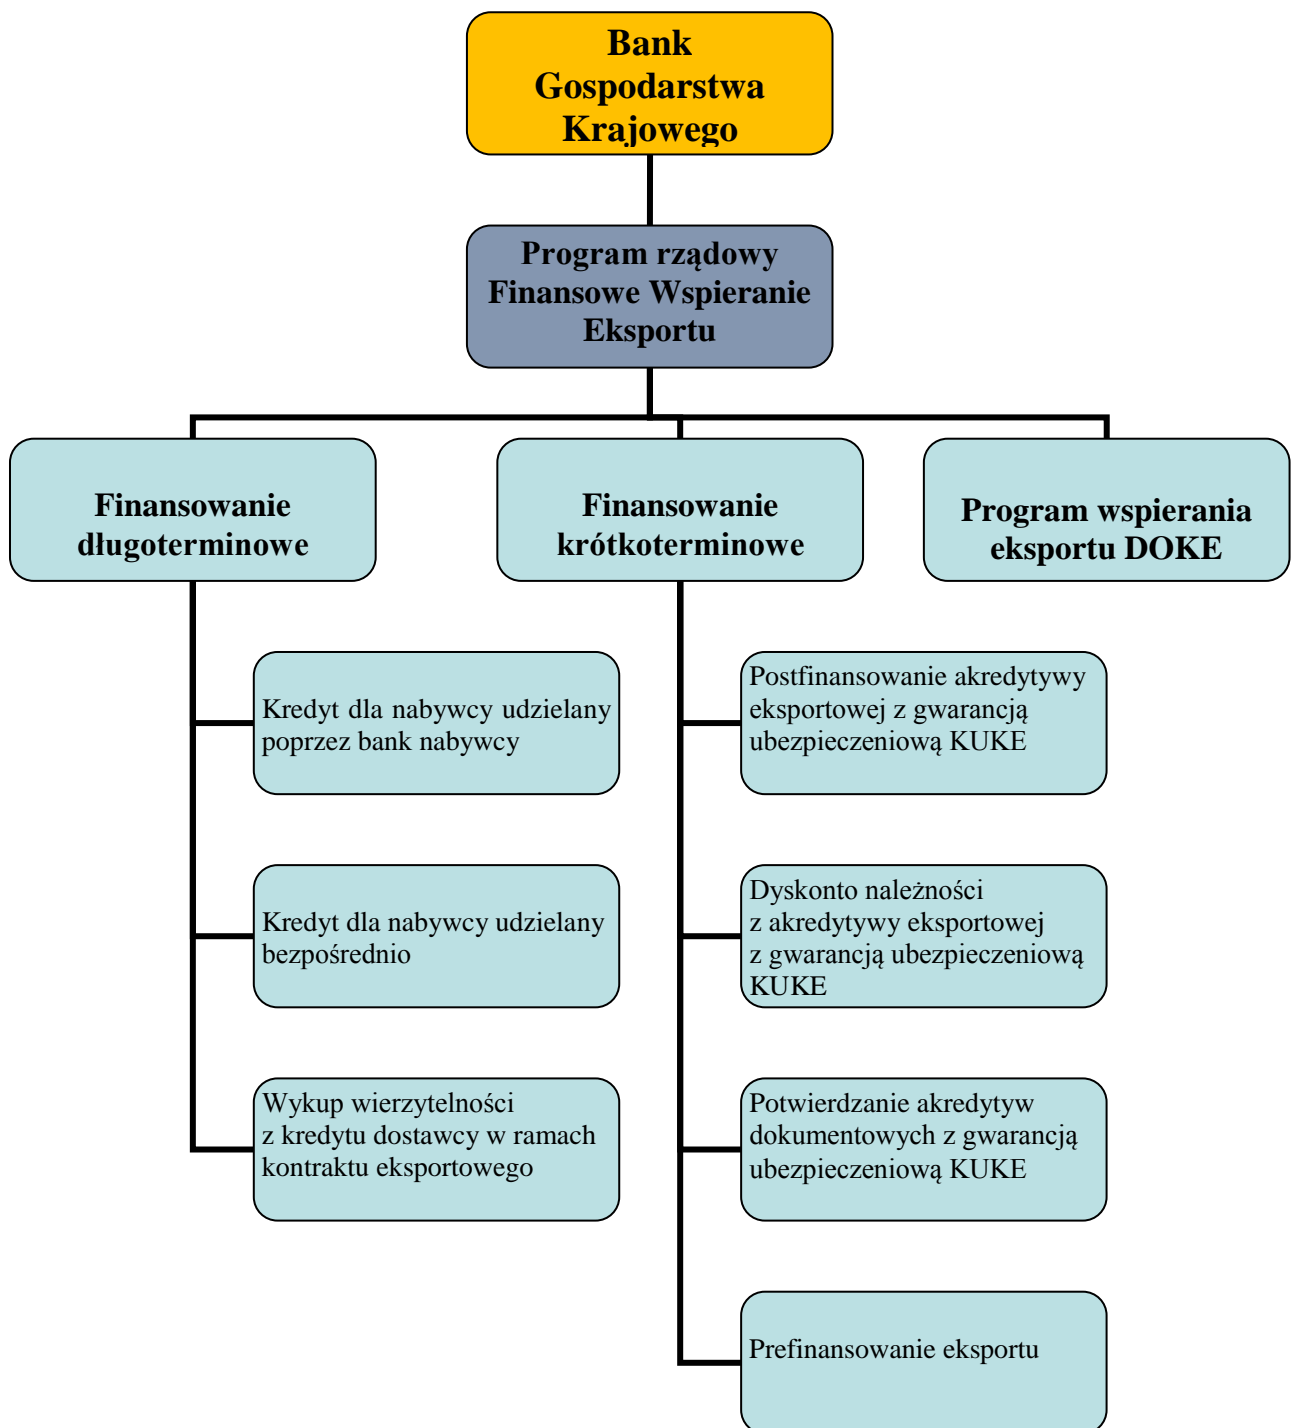 Bank
Gospodarstwa
Krajowego
Program rządowy
Finansowe Wspieranie
Eksportu
Finansowanie
długoterminowe
Finansowanie
krótkoterminowe
Program wspierania
eksportu DOKE
Kredyt dla nabywcy udzielany
poprzez bank nabywcy
Kredyt dla nabywcy udzielany
bezpośrednio
Wykup wierzytelności
z kredytu dostawcy w ramach
kontraktu eksportowego
Postfinansowanie akredytywy
eksportowej z gwarancją
ubezpieczeniową KUKE
Dyskonto należności
z akredytywy eksportowej
z gwarancją ubezpieczeniową
KUKE
Potwierdzanie akredytyw
dokumentowych z gwarancją
ubezpieczeniową KUKE
Prefinansowanie eksportu